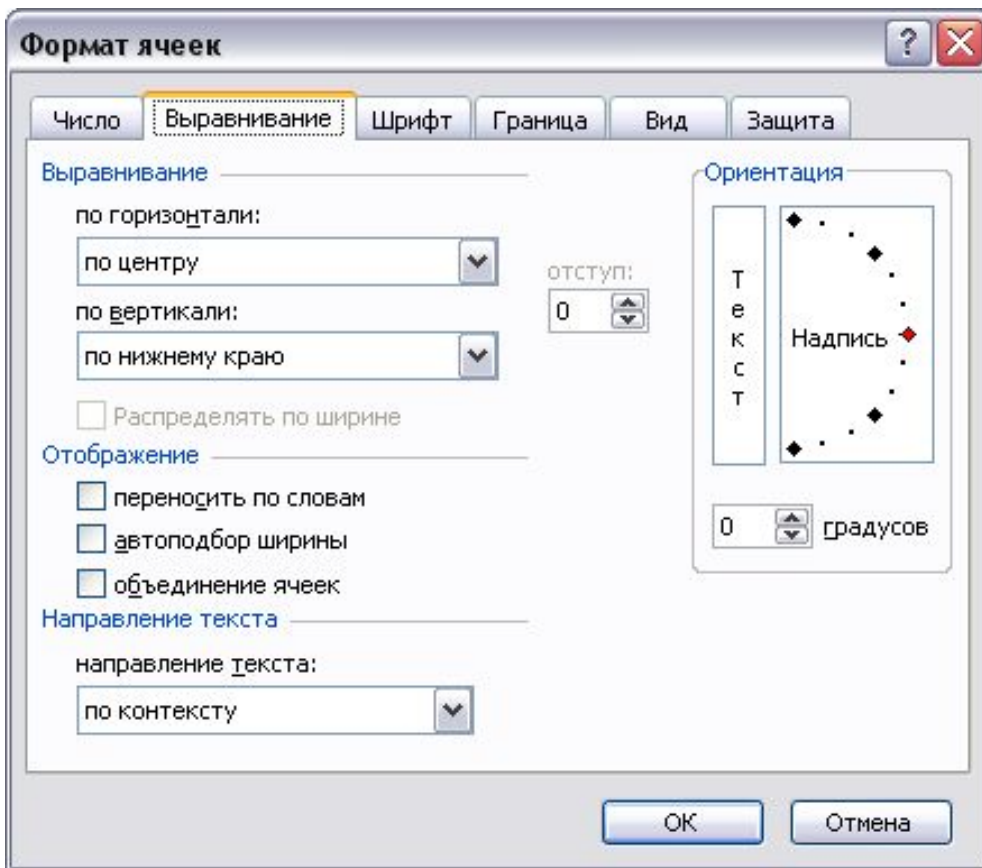 Формат ячеек
?
Число Выравнивание Шрифт Граница Вид Защита
Выравнивание
по горизонтали:
по центру
отступ:
0
по вертикали:
по нижнему краю
Распределять по ширине
Отображение
переносить по словам
автоподбор ширины
объединение ячеек
Направление текста
направление текста:
по контексту
Ориентация
Текст
Надпись
0 градусов
ОК Отмена